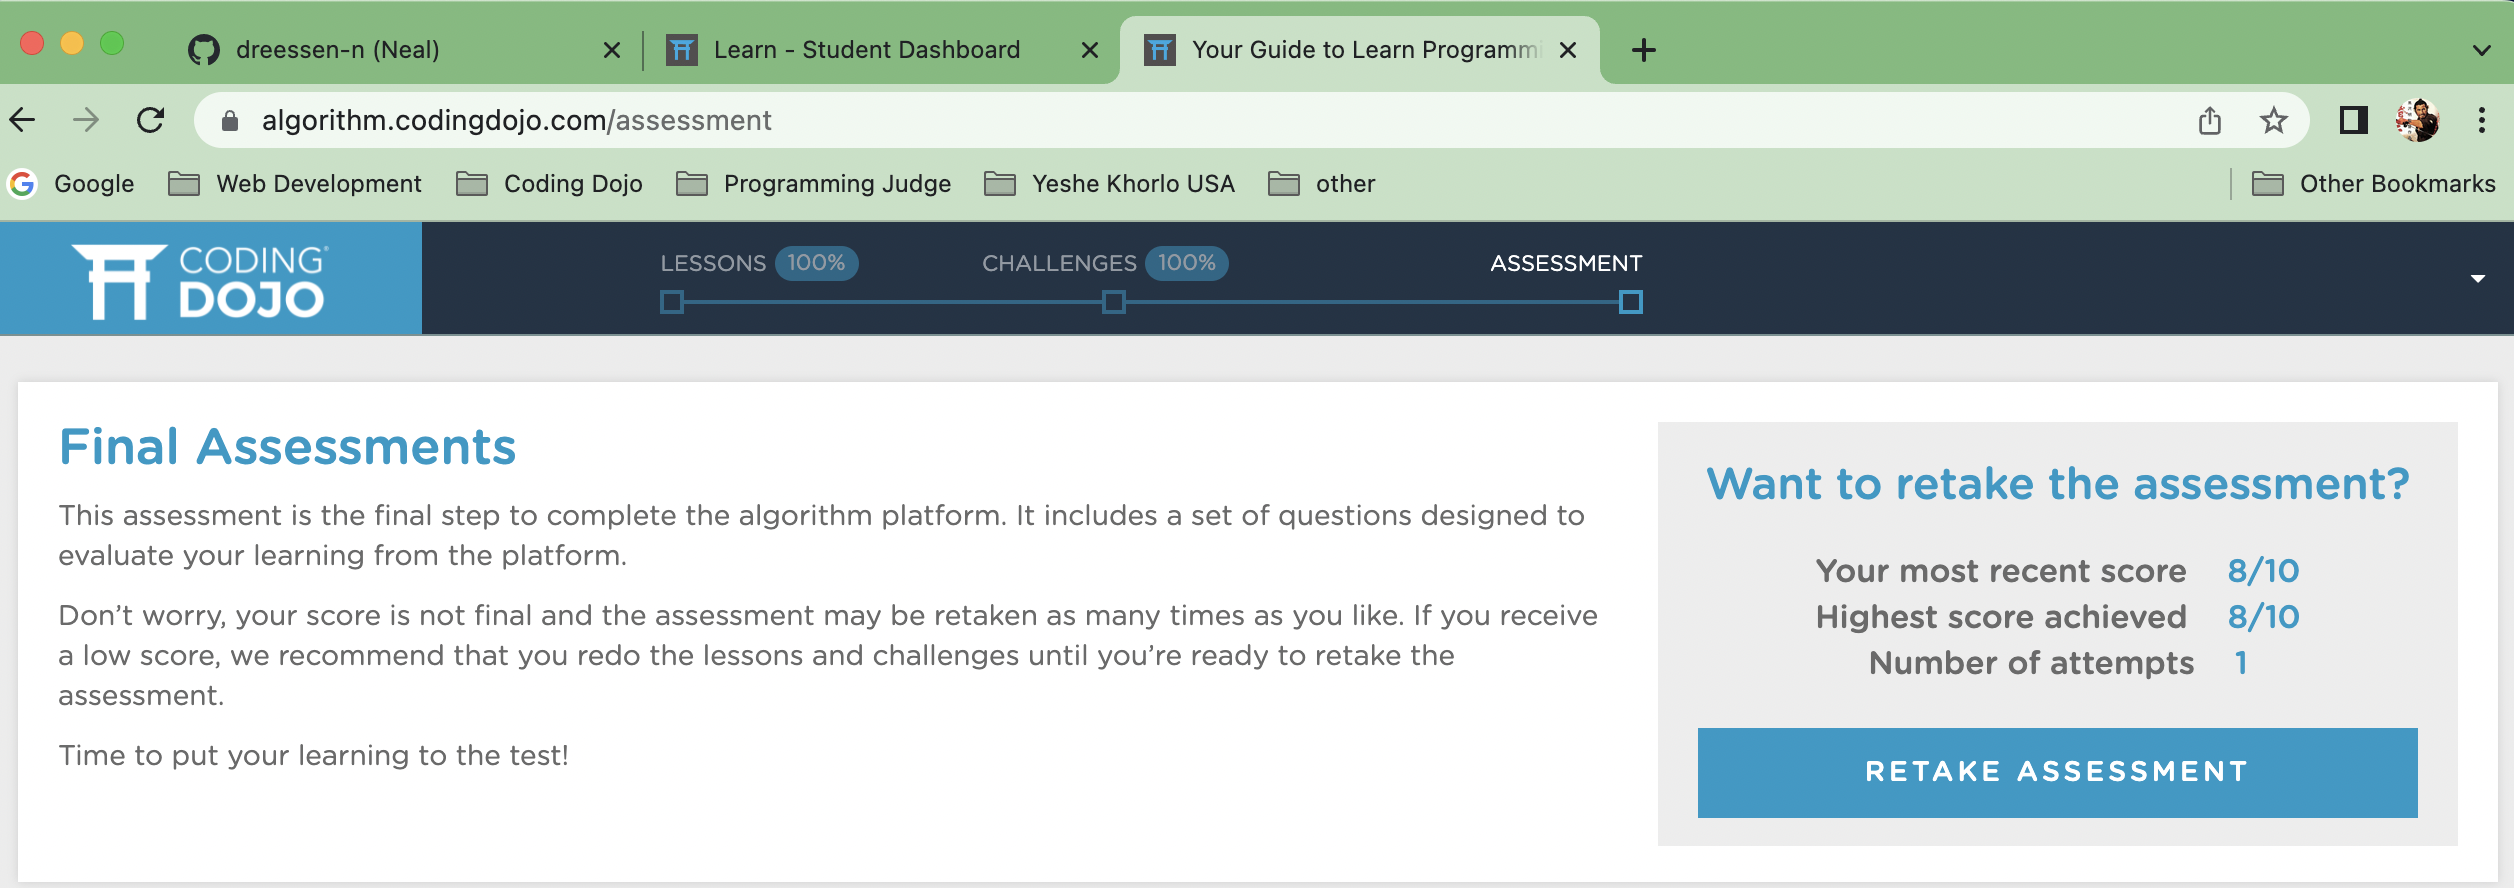 dreessen-n (Neal)
Learn - Student Dashboard
Your Guide to Learn Programmi
algorithm.codingdojo.com/assessment
Google
Web Development
Coding Dojo
Programming Judge
Yeshe Khorlo USA
other
Other Bookmarks
CODING®
DOJO
LESSONS 100%
CHALLENGES 100%
ASSESSMENT
Final Assessments
This assessment is the final step to complete the algorithm platform. It includes a set of questions designed to
evaluate your learning from the platform.
Don’t worry, your score is not final and the assessment may be retaken as many times as you like. If you receive
a low score, we recommend that you redo the lessons and challenges until you’re ready to retake the
assessment.
Time to put your learning to the test!
Want to retake the assessment?
Your most recent score 8/10
Highest score achieved 8/10
Number of attempts 1
RETAKE ASSESSMENT